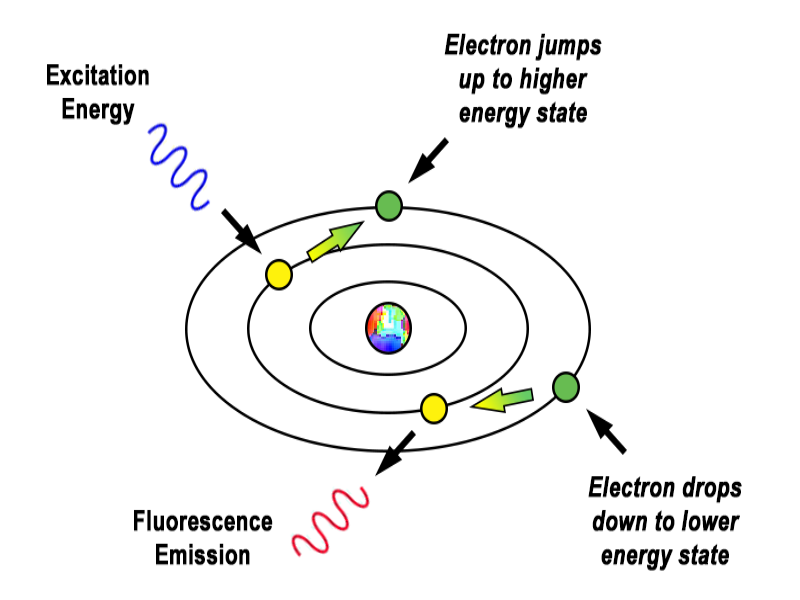 Electron jumps
up to higher
energy state
Excitation
Energy
Fluorescence
Emission
Electron drops
down to lower
energy state